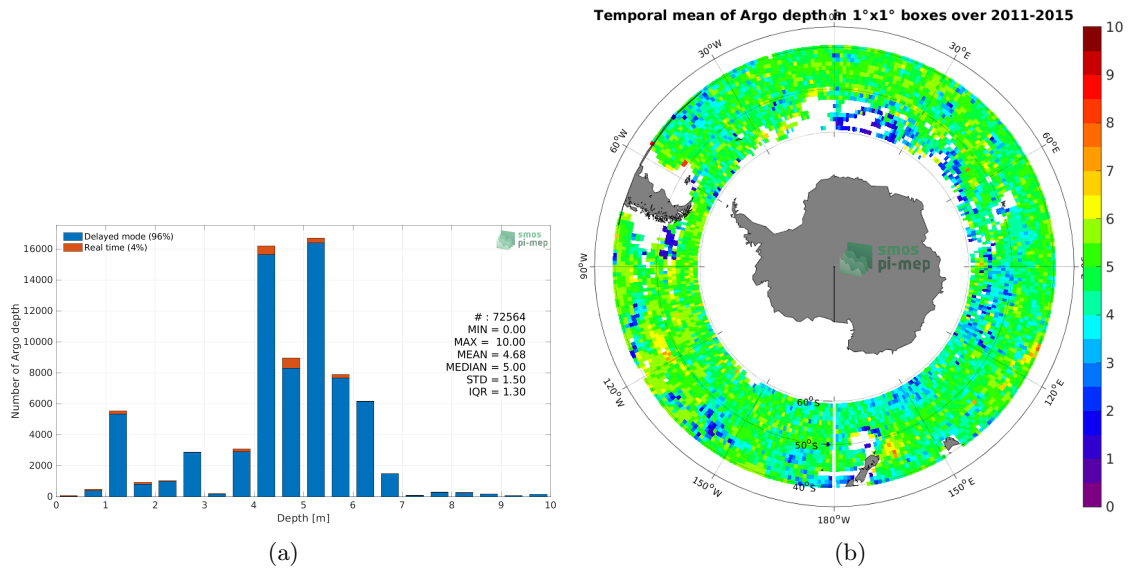 Temporal mean of Argo depth in 1°x1° boxes over 2011-2015
Delayed mode (96%)
Real time (4%)
smos
pi-mep
# : 72564
MIN = 0.00
MAX = 10.00
MEAN = 4.68
MEDIAN = 5.00
STD = 1.50
IQR = 1.30
Number of Argo depth
16000
14000
12000
10000
8000
6000
4000
2000
0
0 1 2 3 4 5 6 7 8 9 10
Depth [m]
(a)
30°W
30°E
60°W
60°E
90°W
120°W
120°E
150°W
150°E
180°W
60°S
50°S
40°S
smos
pi-mep
10
9
8
7
6
5
4
3
2
1
0
(b)